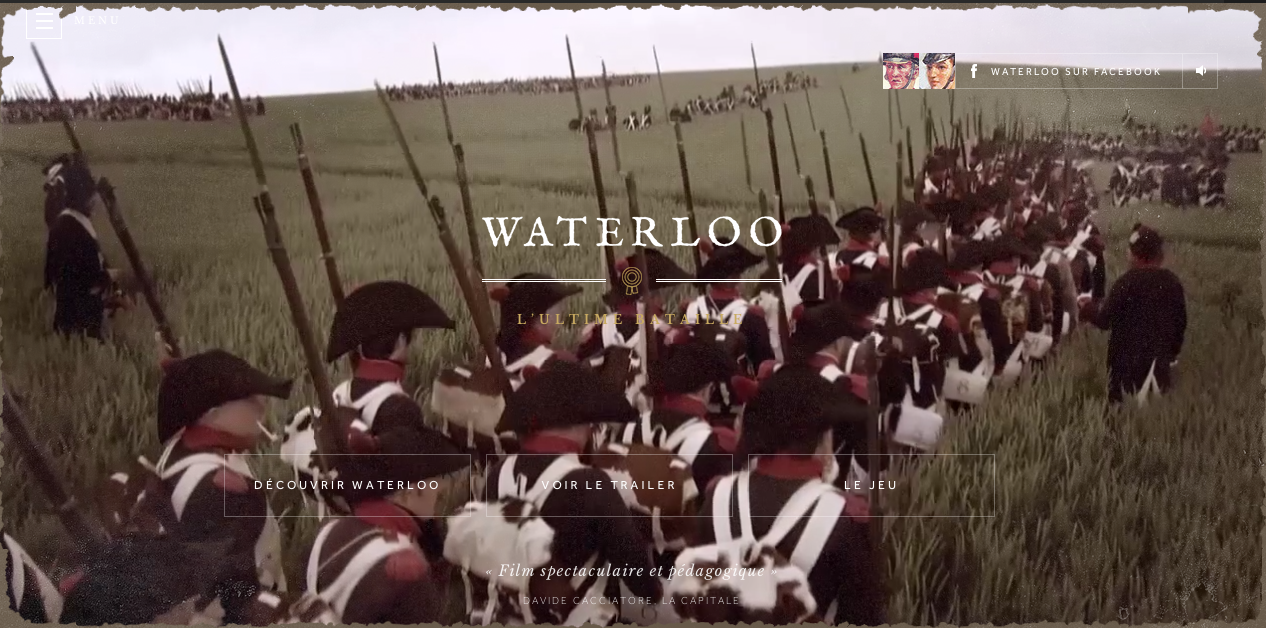 MENU
WATERLOO SUR FACEBOOK
WATERLOO
L'ULTIME BATAILLE
DÉCOUVRIR WATERLOO
VOIR LE TRAILER
LE JEU
« Film spectaculaire et pédagogique »
DAVIDE CACCIATORE, LA CAPITALE